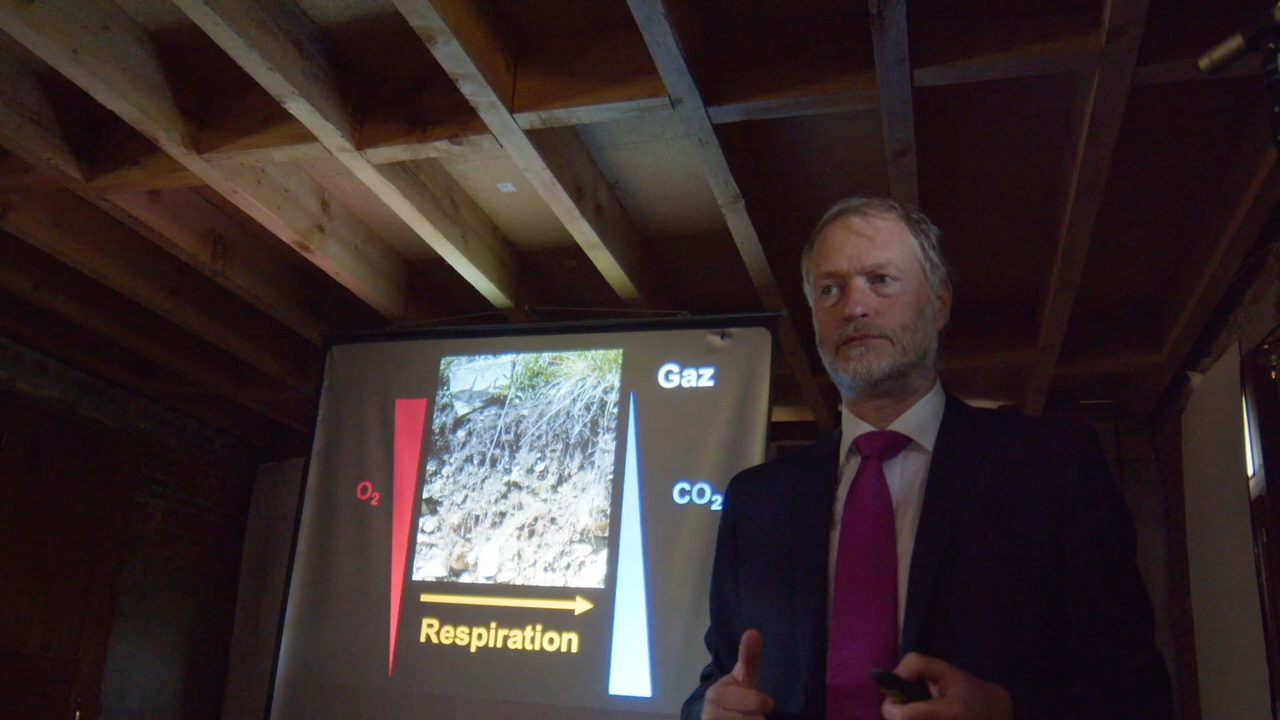 Gaz
O₂
CO₂
Respiration